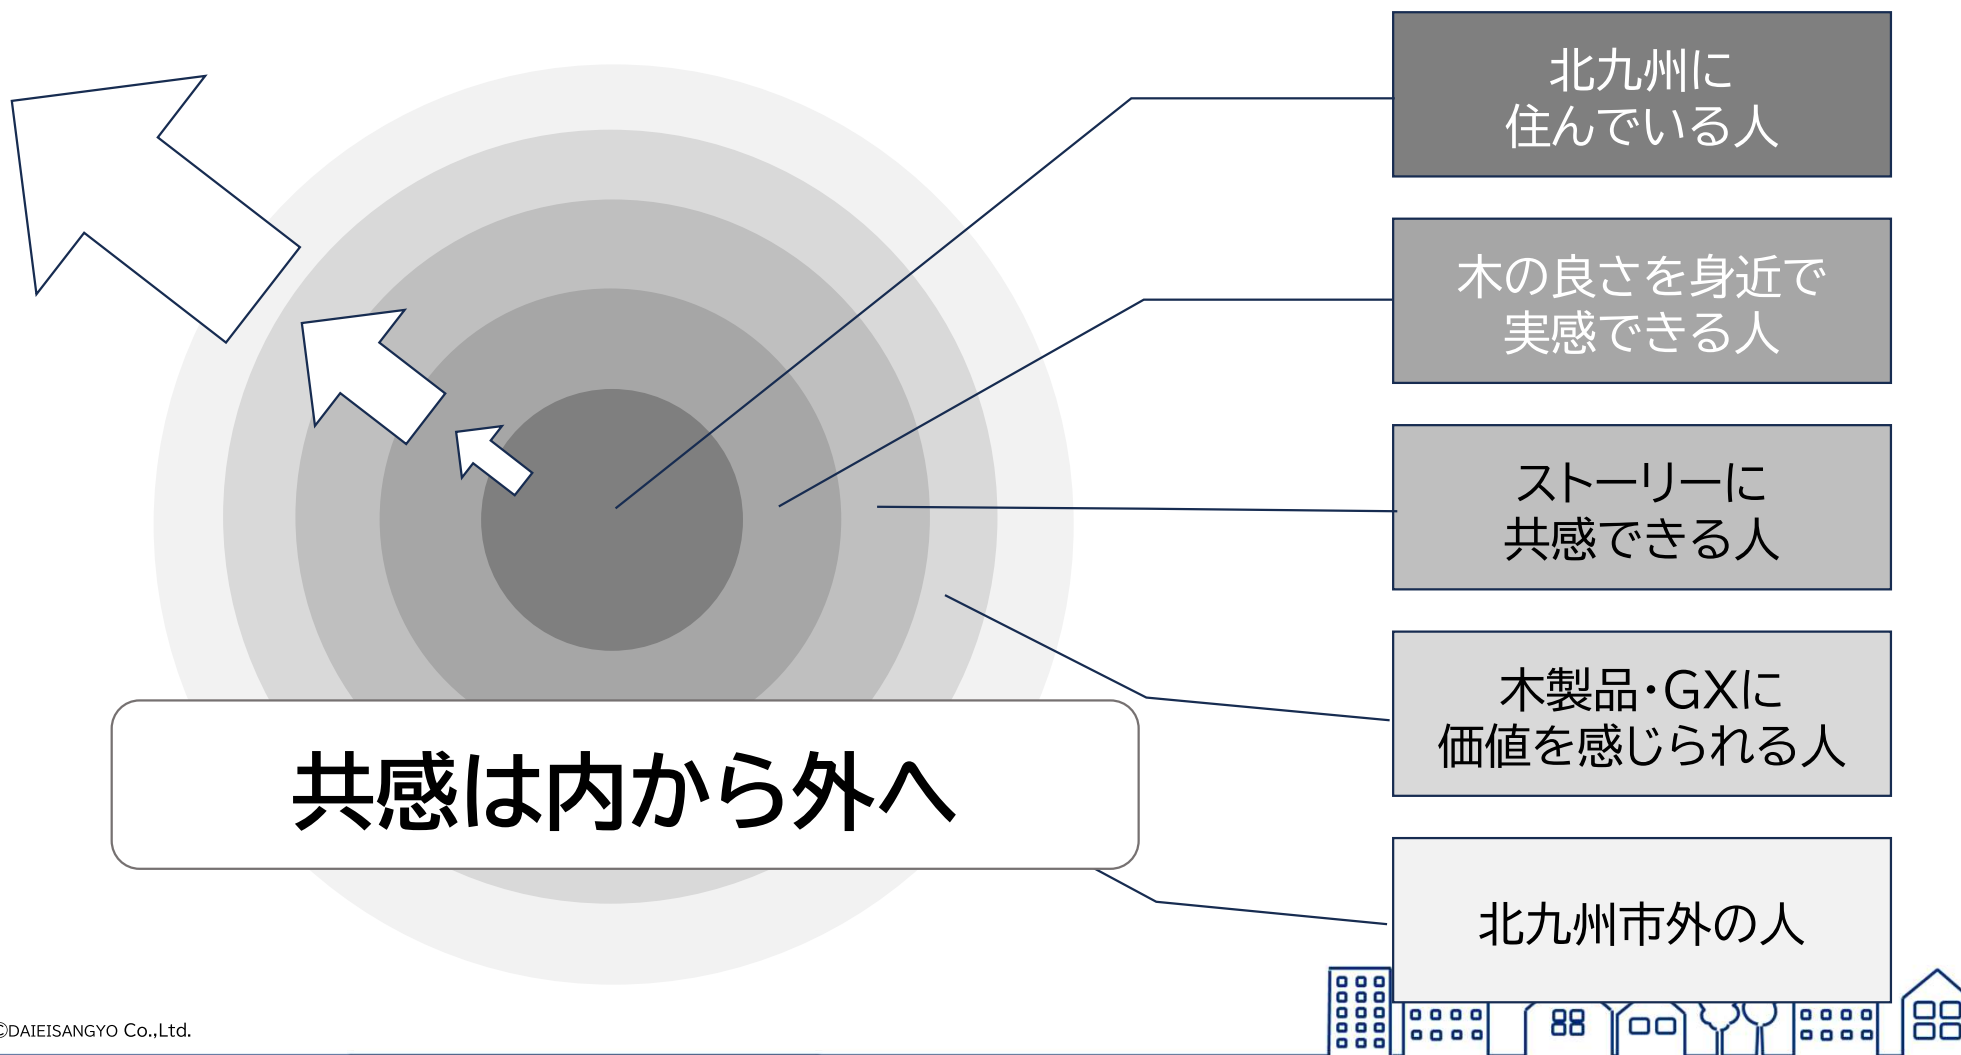 北九州に
住んでいる人
木の良さを身近で
実感できる人
ストーリーに
共感できる人
木製品・GXに
価値を感じられる人
共感は内から外へ
北九州市外の人
©DAIEISANGYO Co.,Ltd.